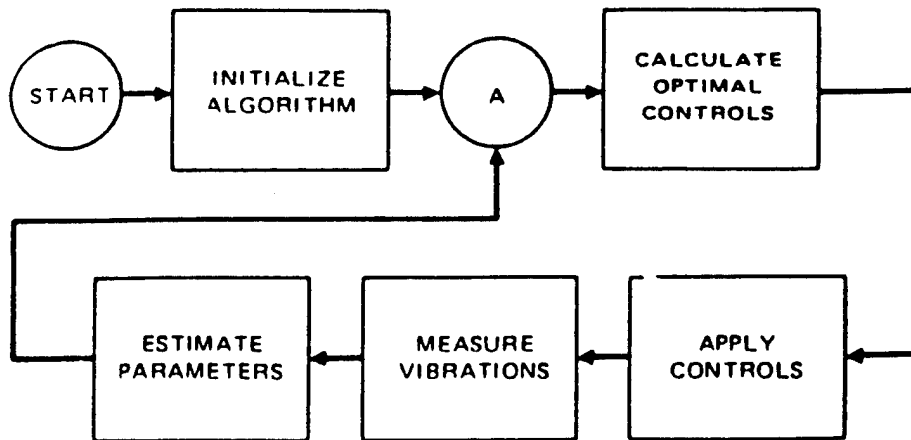 START
INITIALIZE
ALGORITHM
A
CALCULATE
OPTIMAL
CONTROLS
ESTIMATE
PARAMETERS
MEASURE
VIBRATIONS
APPLY
CONTROLS